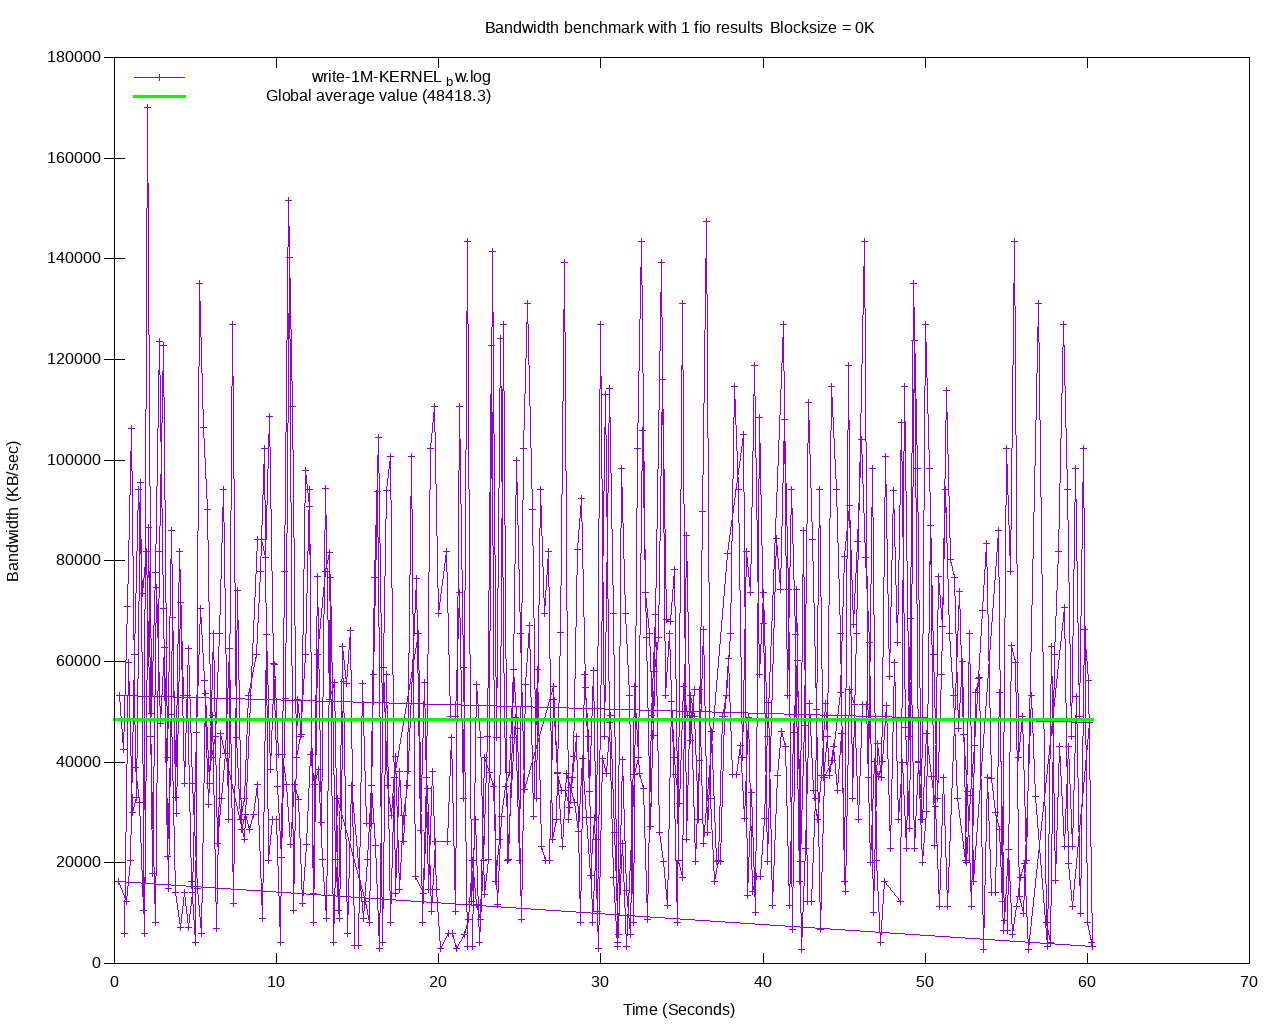 Bandwidth benchmark with 1 fio results Blocksize = 0K
write-1M-KERNEL bw.log
Global average value (48418.3)
180000
160000
140000
120000
100000
80000
60000
40000
20000
0
Bandwidth (KB/sec)
0 10 20 30 40 50 60 70
Time (Seconds)